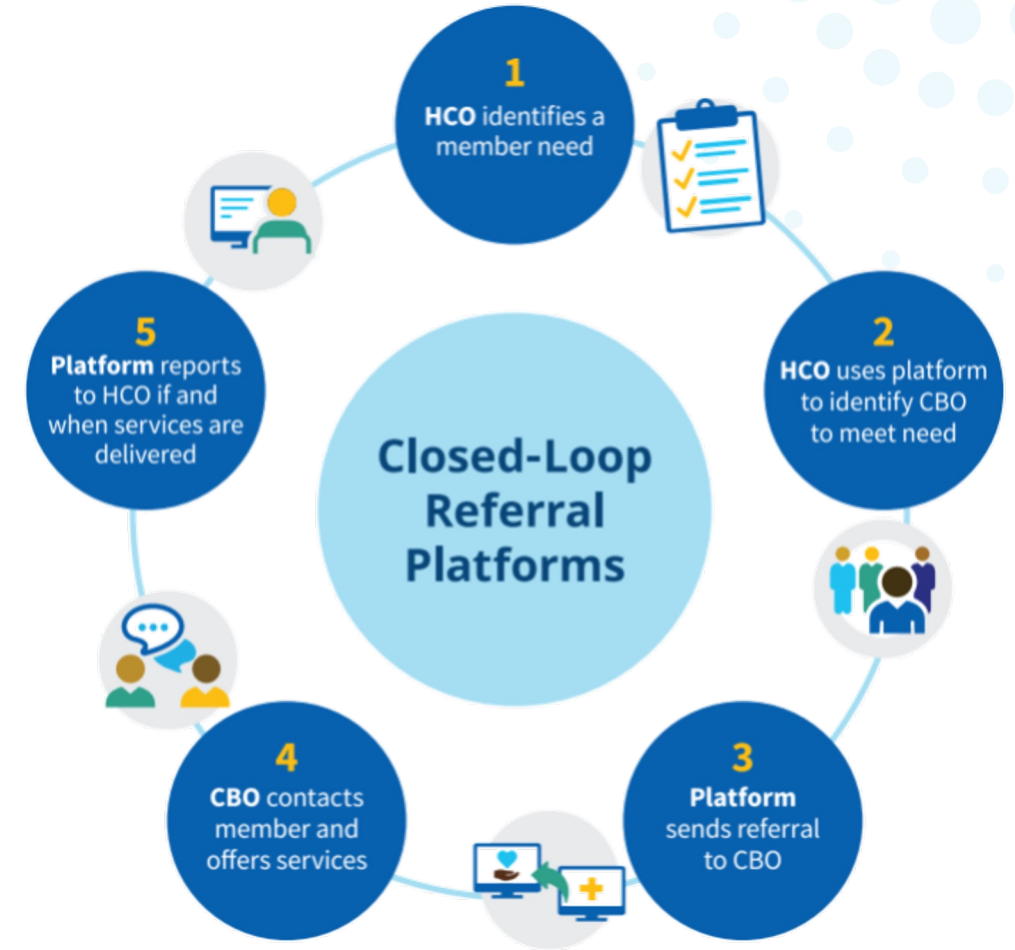 1
HCO identifies a
member need
2
HCO uses platform
to identify CBO
to meet need
3
Platform
sends referral
to CBO
4
CBO contacts
member and
offers services
5
Platform reports
to HCO if and
when services are
delivered
Closed-Loop
Referral
Platforms